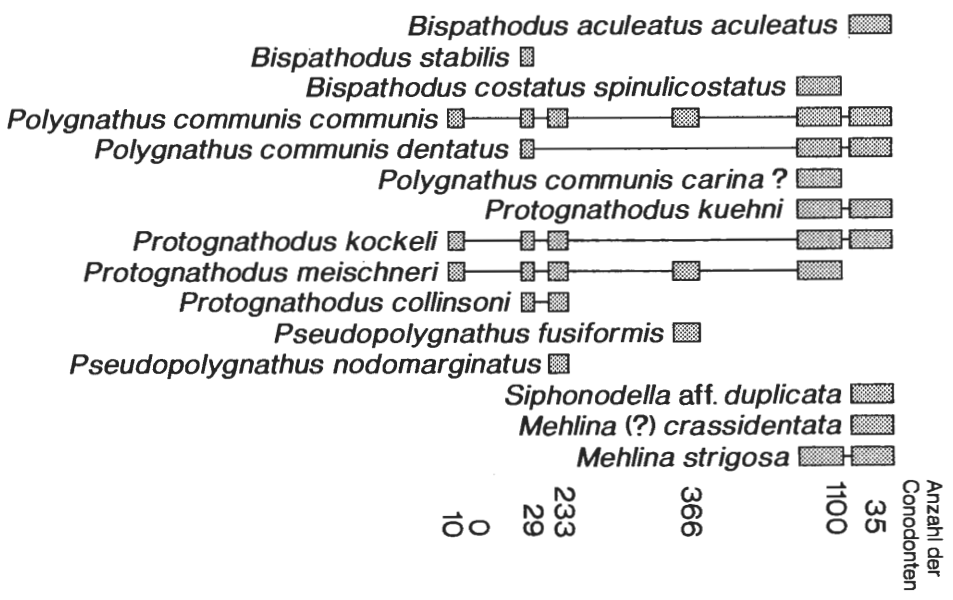 Bispathodus aculeatus aculeatus
Bispathodus stabilis
Bispathodus costatus spinulicostatus
Polygnathus communis communis
Polygnathus communis dentatus
Polygnathus communis carina ?
Protognathodus kuehni
Protognathodus kockeli
Protognathodus meischneri
Protognathodus collinsoni
Pseudopolygnathus fusiformis
Pseudopolygnathus nodomarginatus
Siphonodella aff. duplicata
Mehlina (?) crassidentata
Mehlina strigosa
10
0
29
233
366
1100
35
Anzahl der
Conodonten